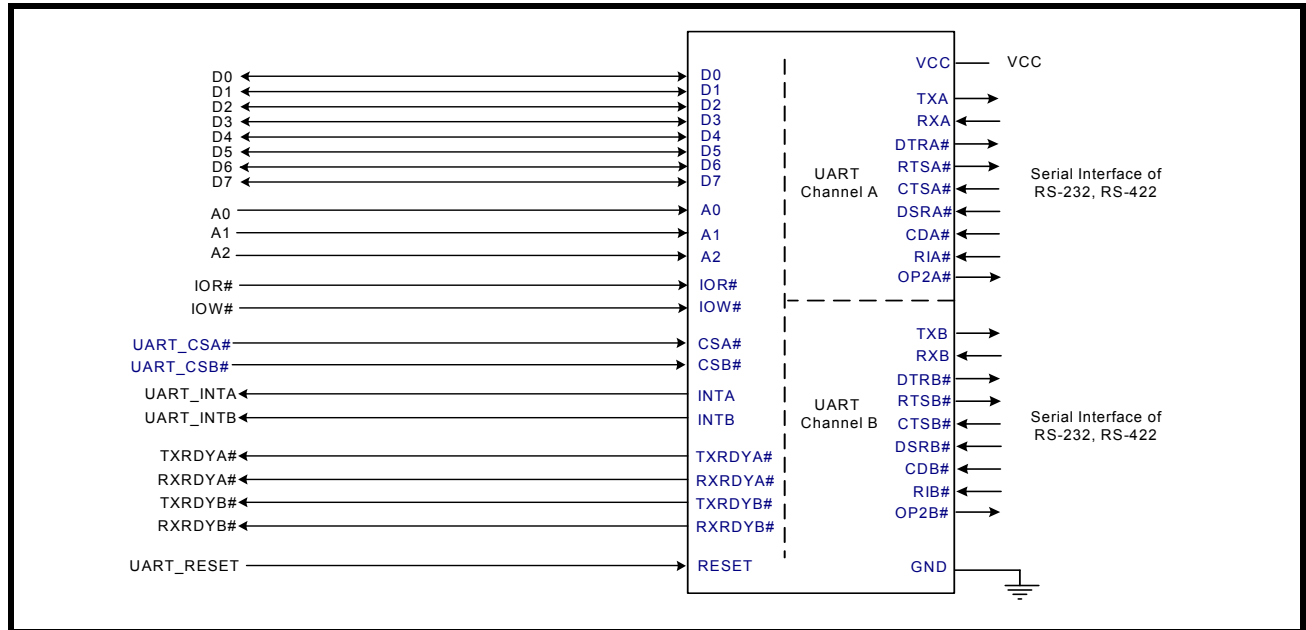 D0
D1
D2
D3
D4
D5
D6
D7
A0
A1
A2
IOR#
IOW#
UART_CSA#
UART_CSB#
UART_INTA
UART_INTB
TXRDYA#
RXRDYA#
TXRDYB#
RXRDYB#
UART_RESET
D0
D1
D2
D3
D4
D5
D6
D7
A0
A1
A2
IOR#
IOW#
CSA#
CSB#
INTA
INTB
TXRDYA#
RXRDYA#
TXRDYB#
RXRDYB#
RESET
UART
Channel A
UART
Channel B
VCC
TXA
RXA
DTRA#
RTSA#
CTSA#
DSRA#
CDA#
RIA#
OP2A#
TXB
RXB
DTRB#
RTSB#
CTSB#
DSRB#
CDB#
RIB#
OP2B#
GND
VCC
Serial Interface of
RS-232, RS-422
Serial Interface of
RS-232, RS-422